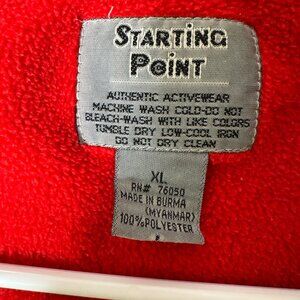 STARTING
POINT
AUTHENTIC ACTIVEWEAR
MACHINE WASH COLD-DO NOT
BLEACH-WASH WITH LIKE COLORS
TUMBLE DRY LOW-COOL IRON
DO NOT DRY CLEAN
XL
RN# 76050
MADE IN BURMA
(MYANMAR)
100% POLYESTER